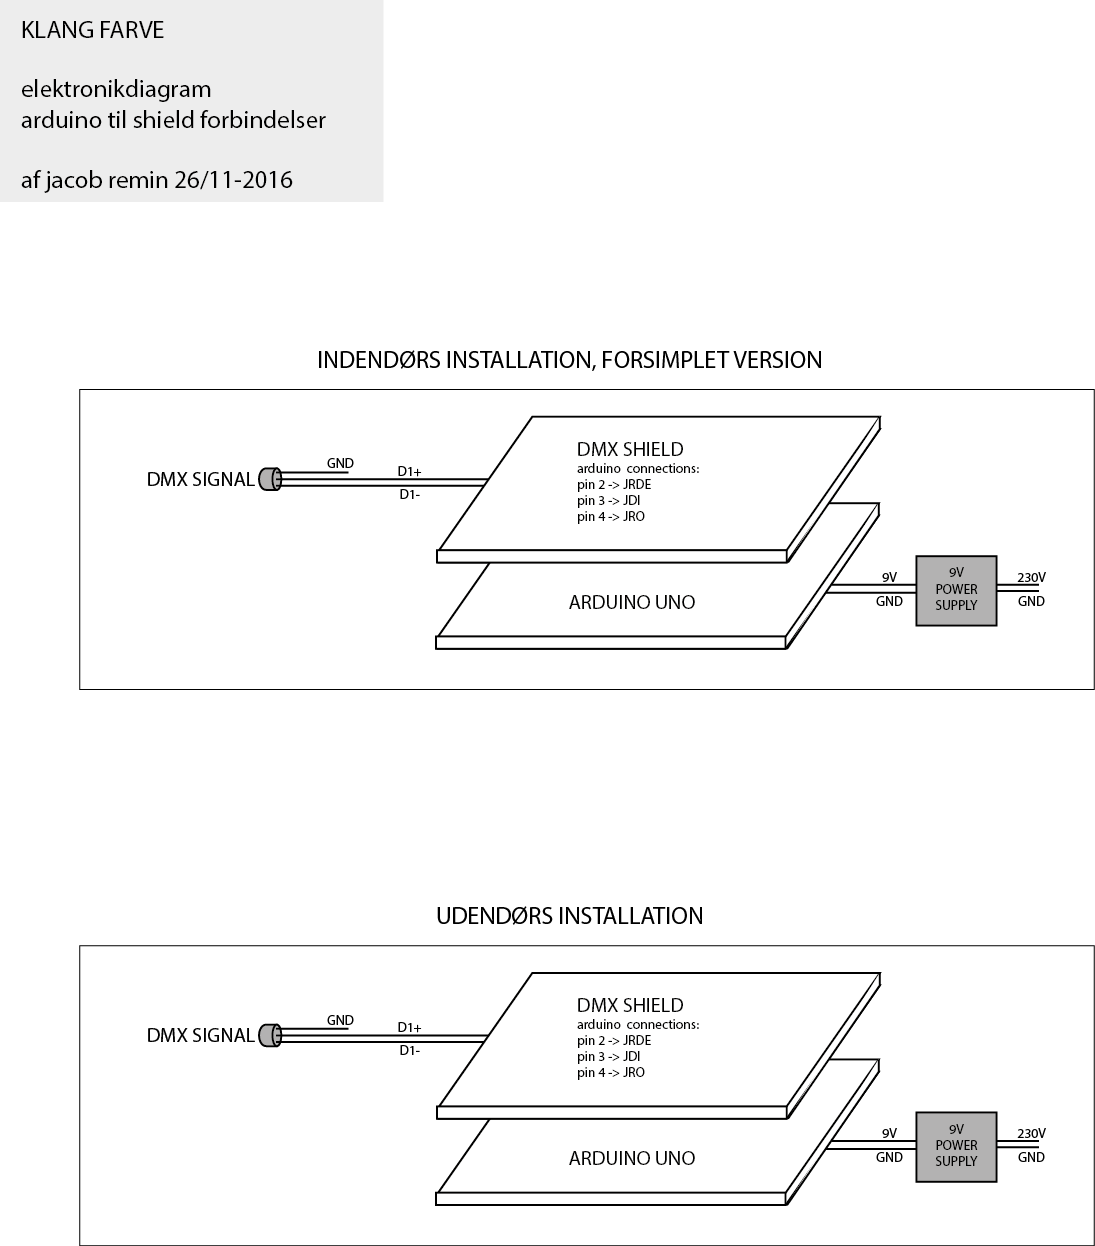 KLANG FARVE
elektronikdiagram
arduino til shield forbindelser
af jacob remin 26/11-2016
INDENDØRS INSTALLATION, FORSIMPLET VERSION
DMX SIGNAL
GND
D1+
D1-
DMX SHIELD
arduino connections:
pin 2 -> JRDE
pin 3 -> JDI
pin 4 -> JRO
ARDUINO UNO
9V
GND
9V
POWER
SUPPLY
230V
GND
UDENDØRS INSTALLATION
DMX SIGNAL
GND
D1+
D1-
DMX SHIELD
arduino connections:
pin 2 -> JRDE
pin 3 -> JDI
pin 4 -> JRO
ARDUINO UNO
9V
GND
9V
POWER
SUPPLY
230V
GND